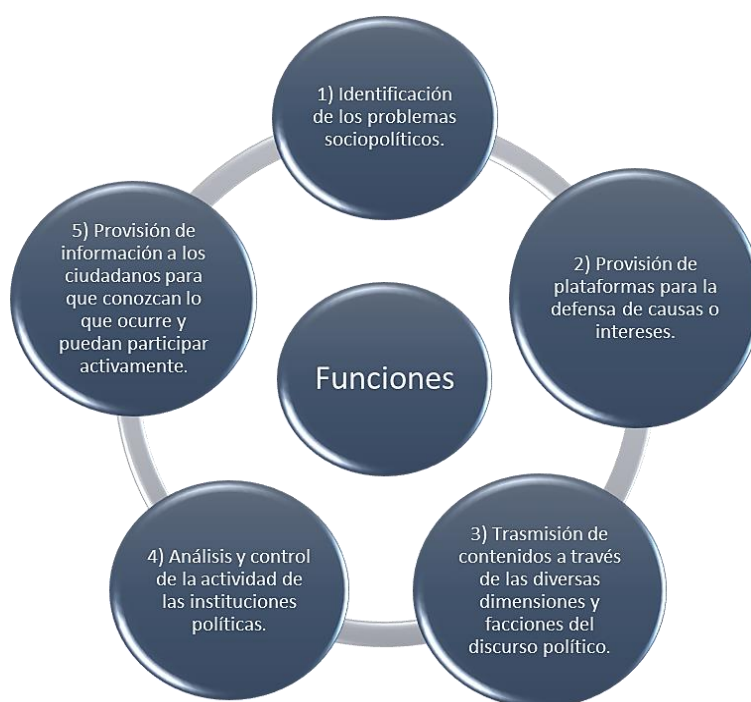 1) Identificación
de los problemas
sociopolíticos.
2) Provisión de
plataformas para la
defensa de causas o
intereses.
3) Trasmisión de
contenidos a través
de las diversas
dimensiones y
facciones del
discurso político.
4) Análisis y control
de la actividad de
las instituciones
políticas.
5) Provisión de
información a los
ciudadanos para
que conozcan lo
que ocurre y
puedan participar
activamente.
Funciones